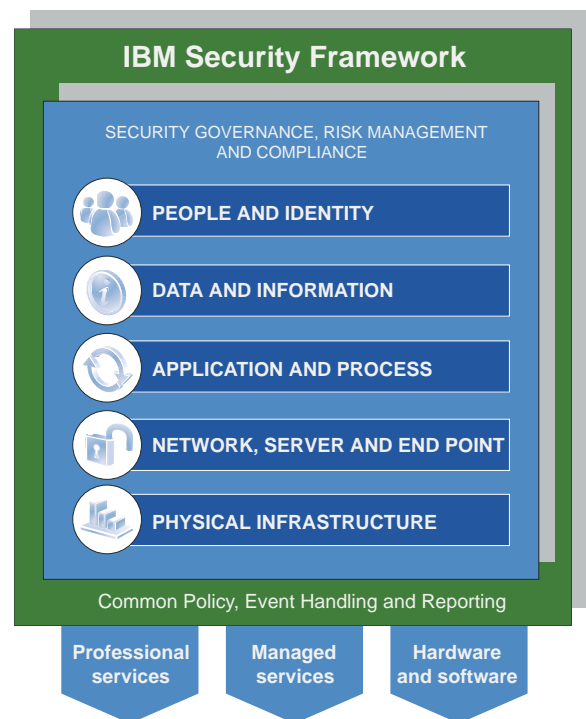 IBM Security Framework
SECURITY GOVERNANCE, RISK MANAGEMENT
AND COMPLIANCE
PEOPLE AND IDENTITY
DATA AND INFORMATION
APPLICATION AND PROCESS
NETWORK, SERVER AND END POINT
PHYSICAL INFRASTRUCTURE
Common Policy, Event Handling and Reporting
Professional
services
Managed
services
Hardware
and software